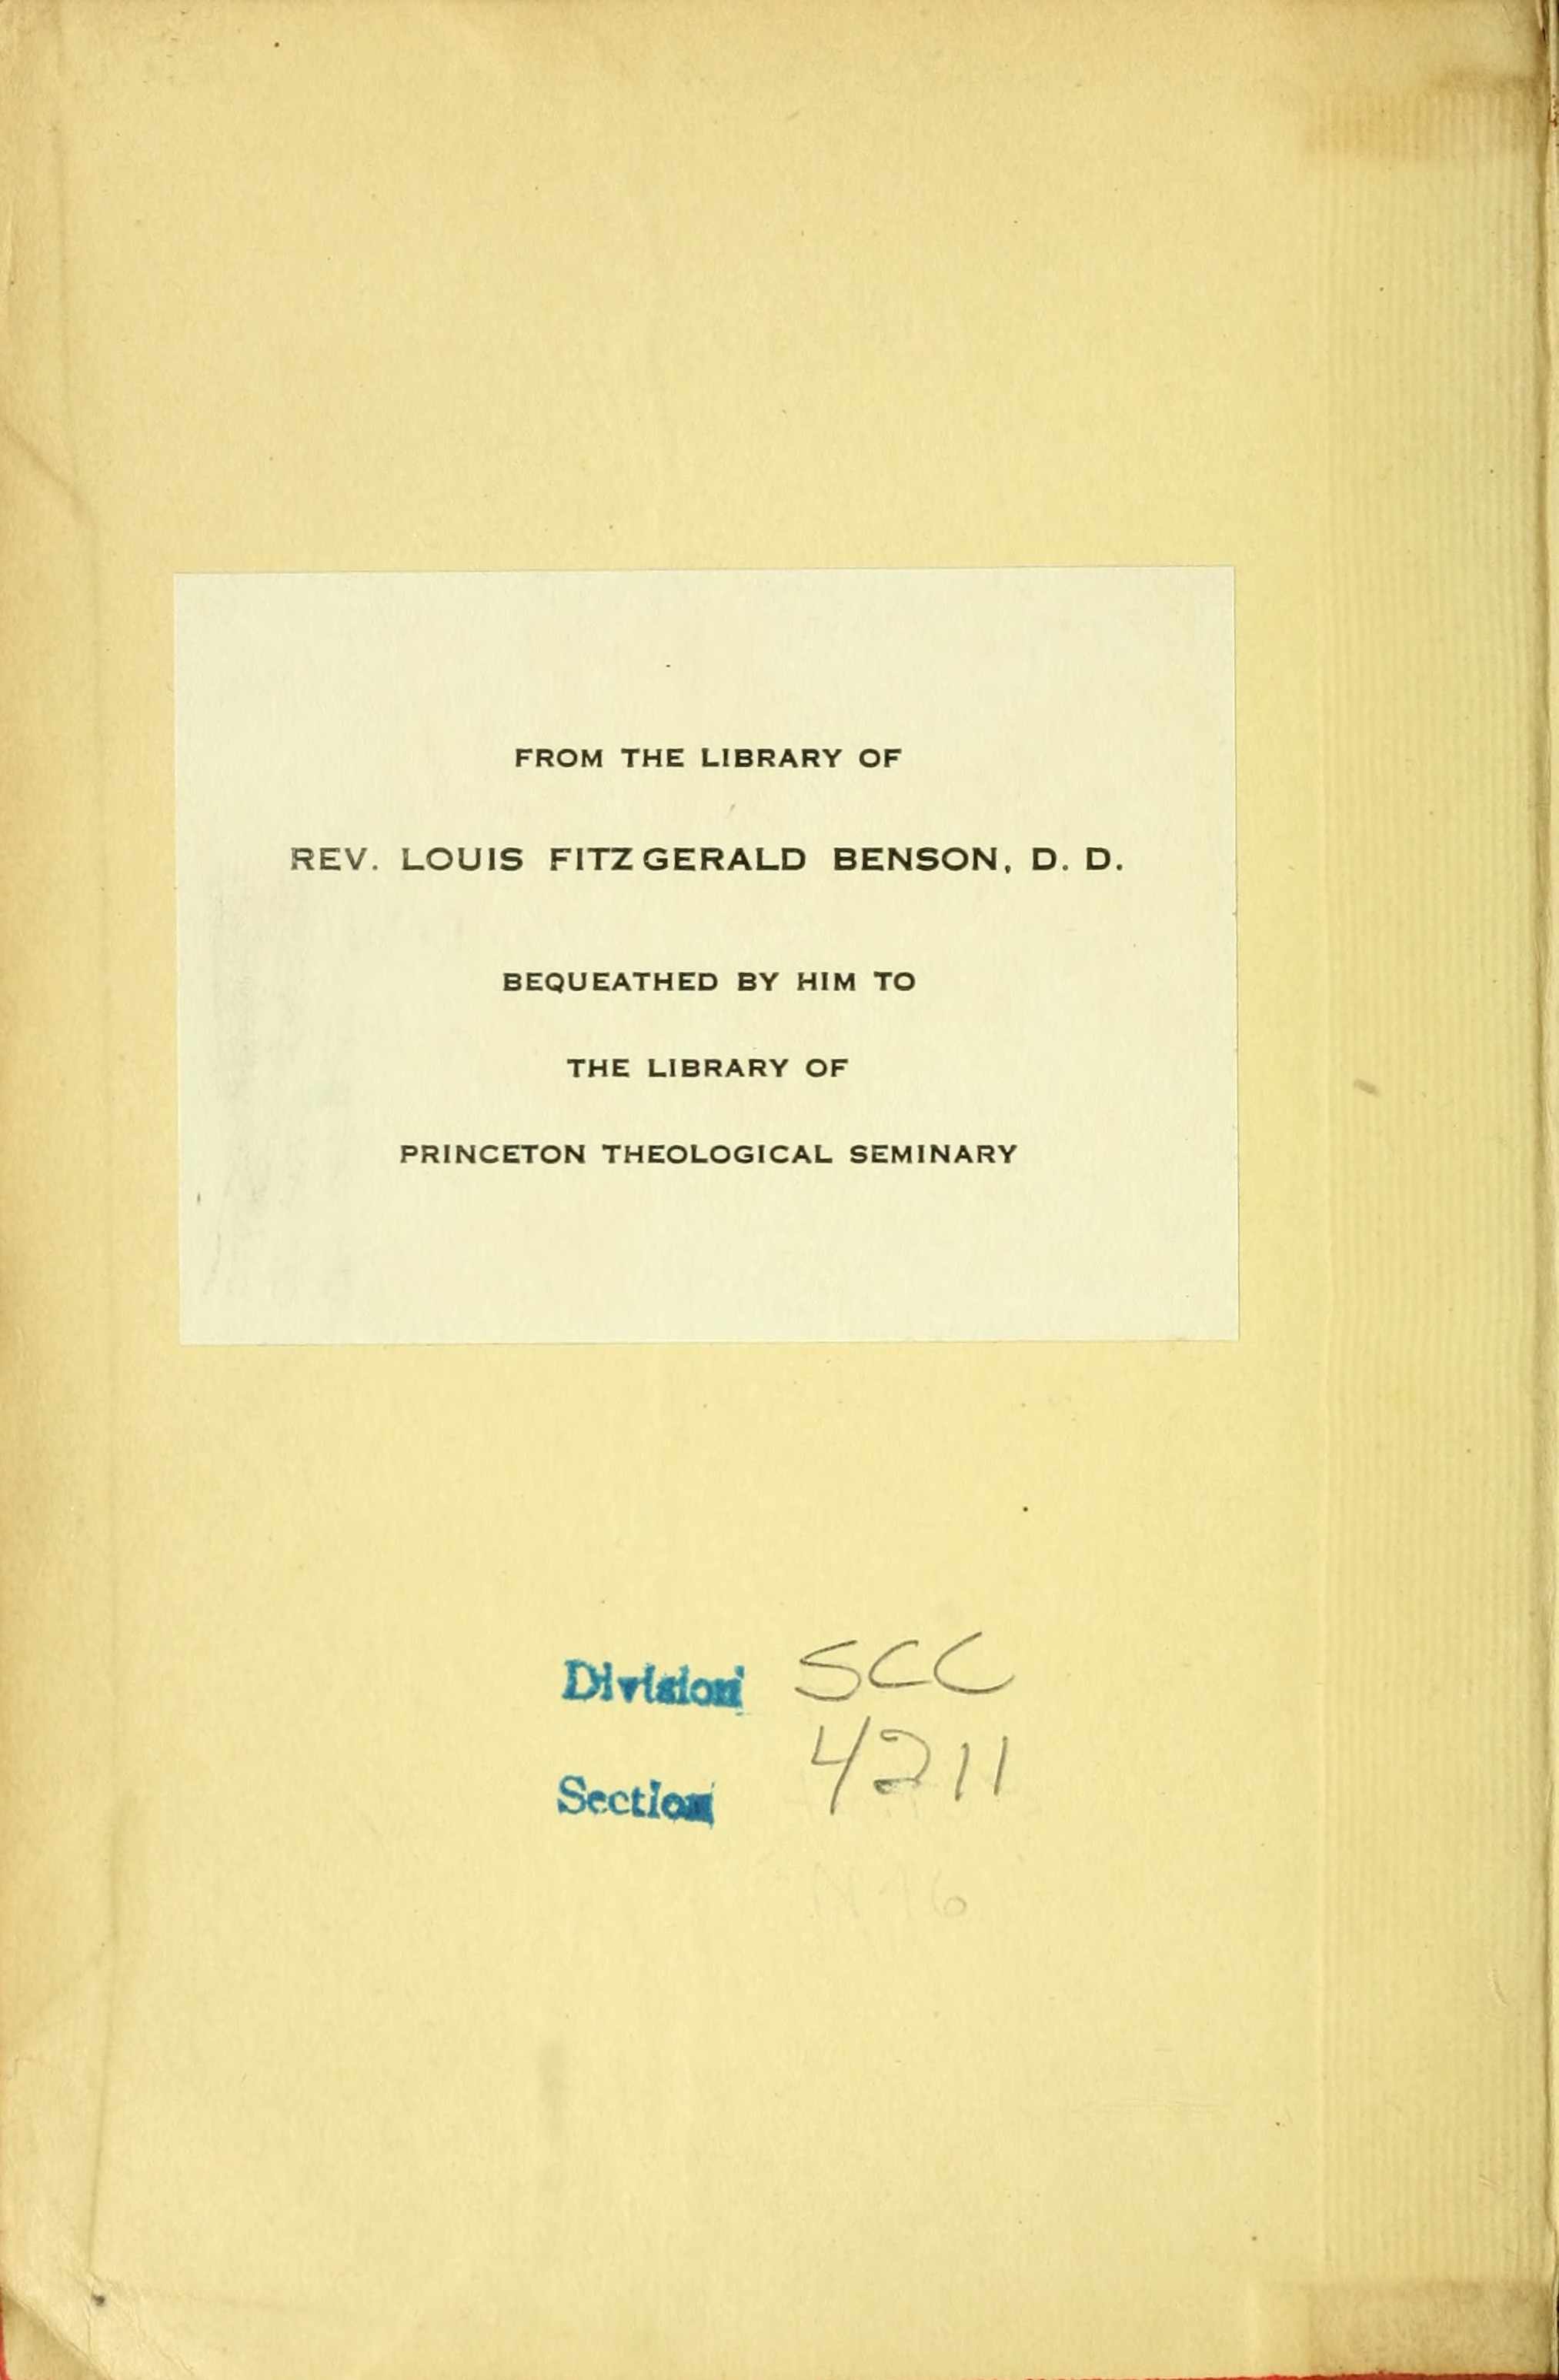 FROM THE LIBRARY OF
REV. LOUIS FITZGERALD BENSON, D. D.
BEQUEATHED BY HIM TO
THE LIBRARY OF
PRINCETON THEOLOGICAL SEMINARY
Division SCC
Section 4211